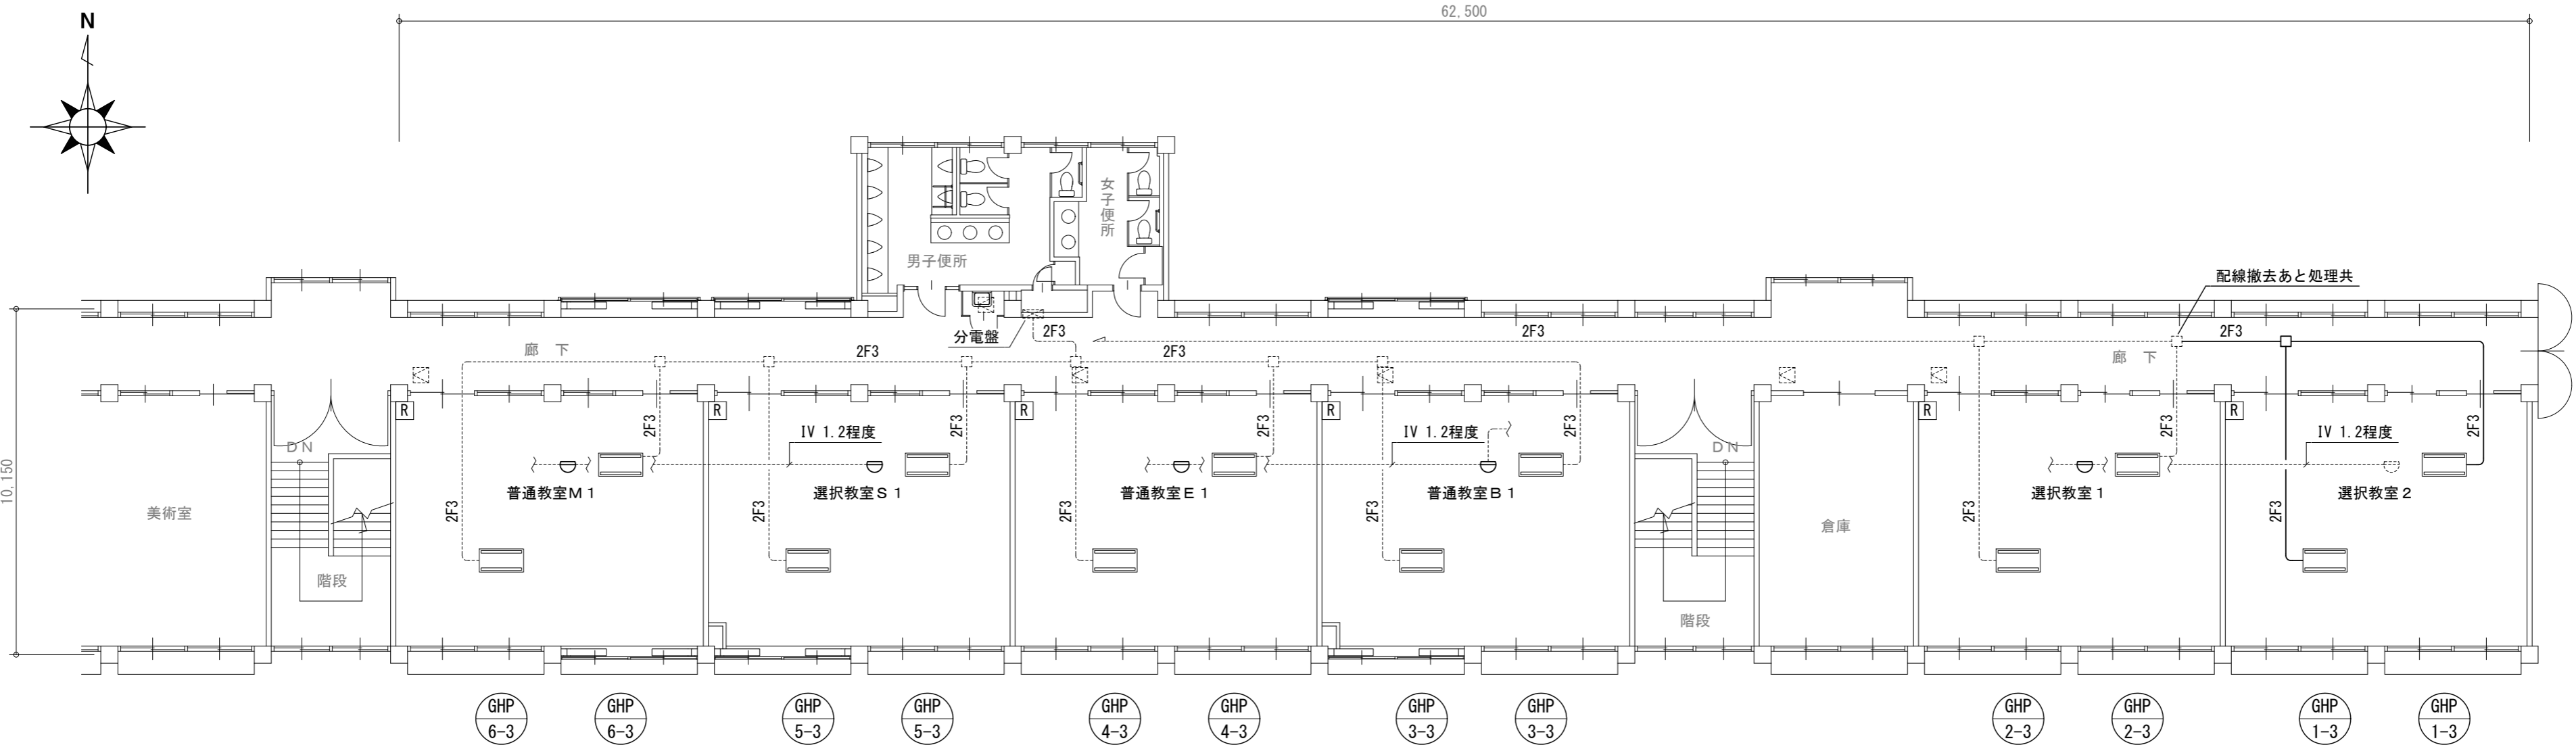 N
62,500
女子便所
男子便所
配線撤去あと処理共
分電盤
2F3
2F3
2F3
廊 下
2F3
2F3
廊 下
10,150
R
R
R
R
R
R
DN
2F3
IV 1.2程度
2F3
2F3
IV 1.2程度
2F3
DN
2F3
IV 1.2程度
2F3
美術室
普通教室M1
選択教室S1
普通教室E1
普通教室B1
倉庫
選択教室1
選択教室2
2F3
2F3
2F3
2F3
2F3
2F3
階段
階段
GHP
6-3
GHP
6-3
GHP
5-3
GHP
5-3
GHP
4-3
GHP
4-3
GHP
3-3
GHP
3-3
GHP
2-3
GHP
2-3
GHP
1-3
GHP
1-3